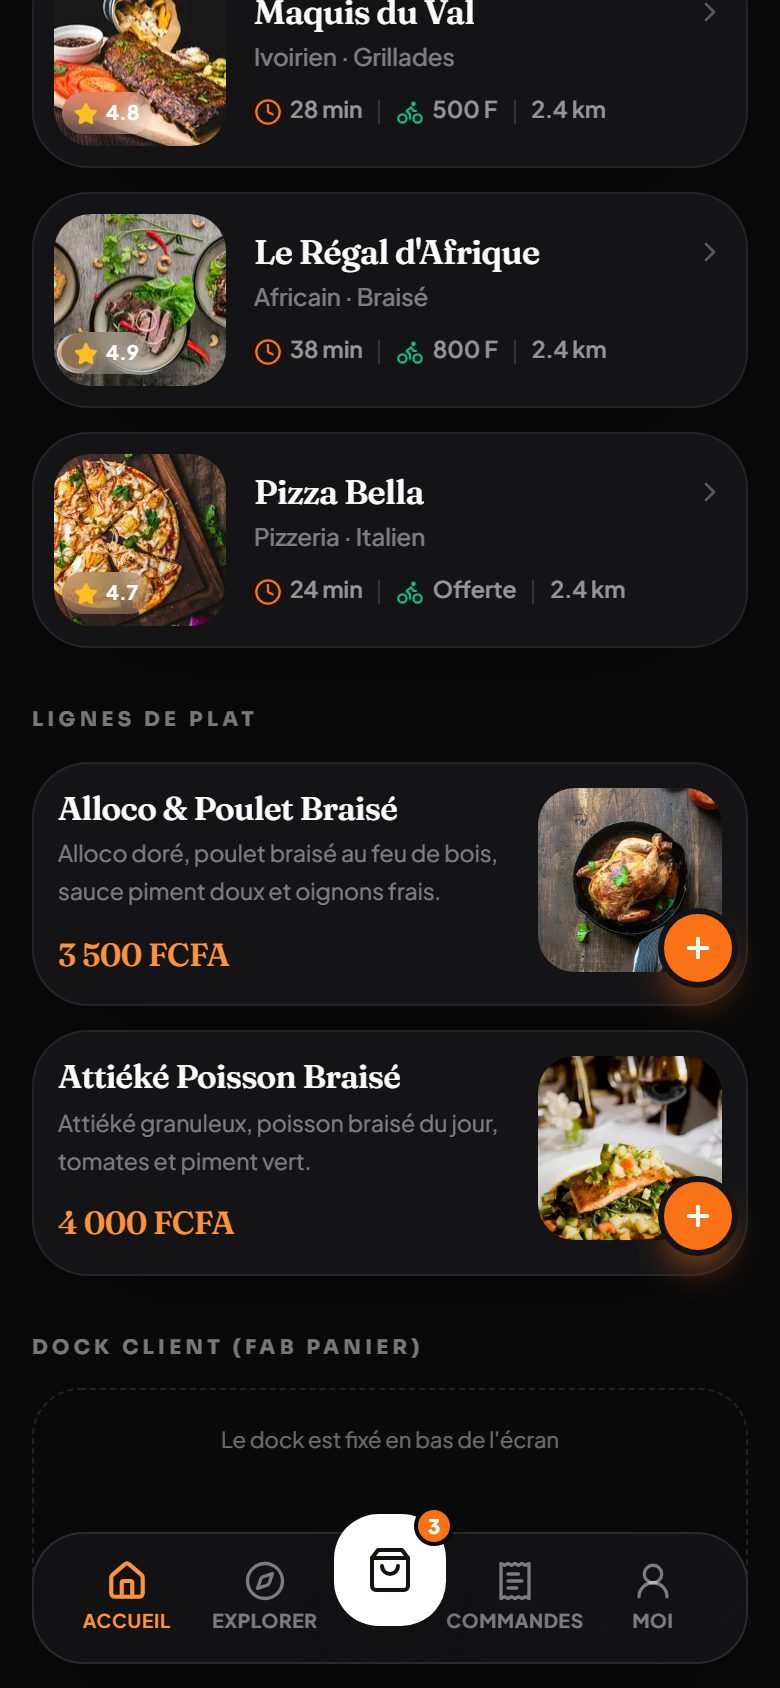 Maquis du Val
Ivoirien · Grillades
4.8
28 min
500 F
2.4 km
Le Régal d'Afrique
Africain · Braisé
4.9
38 min
800 F
2.4 km
Pizza Bella
Pizzeria · Italien
4.7
24 min
Offerte
2.4 km
LIGNES DE PLAT
Alloco & Poulet Braisé
Alloco doré, poulet braisé au feu de bois,
sauce piment doux et oignons frais.
3 500 FCFA
Attiéké Poisson Braisé
Attiéké granuleux, poisson braisé du jour,
tomates et piment vert.
4 000 FCFA
DOCK CLIENT (FAB PANIER)
Le dock est fixé en bas de l'écran
3
ACCUEIL
EXPLORER
COMMANDES
MOI